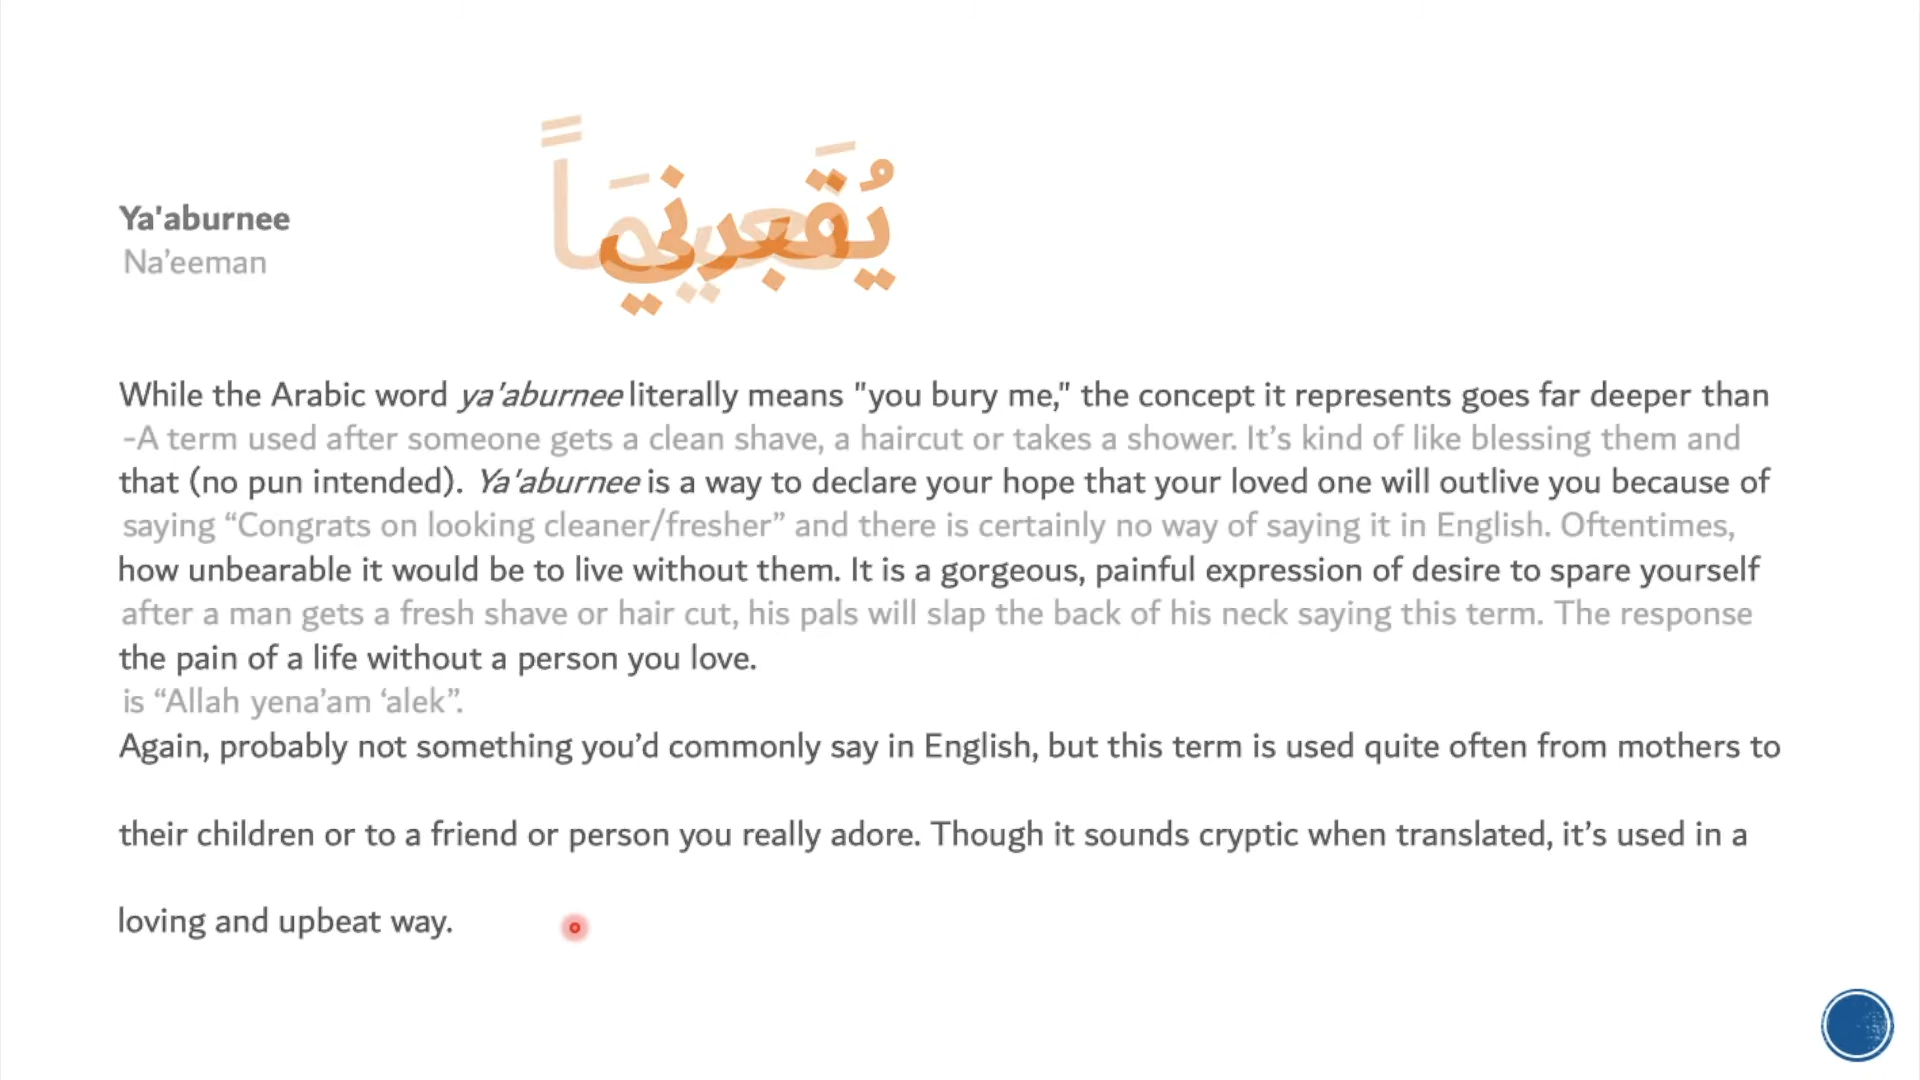 Ya'aburnee
Na’eeman
يُقبرني
نَعيمَاً
While the Arabic word ya'aburnee literally means "you bury me," the concept it represents goes far deeper than
-A term used after someone gets a clean shave, a haircut or takes a shower. It’s kind of like blessing them and
that (no pun intended). Ya'aburnee is a way to declare your hope that your loved one will outlive you because of
saying “Congrats on looking cleaner/fresher” and there is certainly no way of saying it in English. Oftentimes,
how unbearable it would be to live without them. It is a gorgeous, painful expression of desire to spare yourself
after a man gets a fresh shave or hair cut, his pals will slap the back of his neck saying this term. The response
the pain of a life without a person you love.
is “Allah yena’am ‘alek”.
Again, probably not something you’d commonly say in English, but this term is used quite often from mothers to
their children or to a friend or person you really adore. Though it sounds cryptic when translated, it’s used in a
loving and upbeat way.